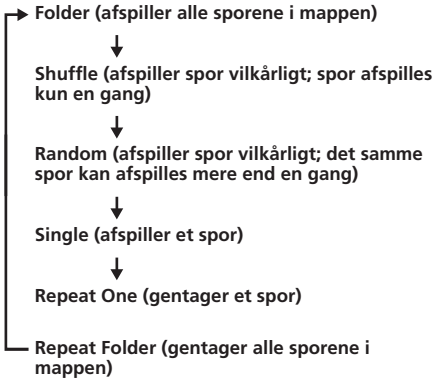 Folder (afspiller alle sporene i mappen)
Shuffle (afspiller spor vilkårligt; spor afspilles
kun en gang)
Random (afspiller spor vilkårligt; det samme
spor kan afspilles mere end en gang)
Single (afspiller et spor)
Repeat One (gentager et spor)
Repeat Folder (gentager alle sporene i
mappen)